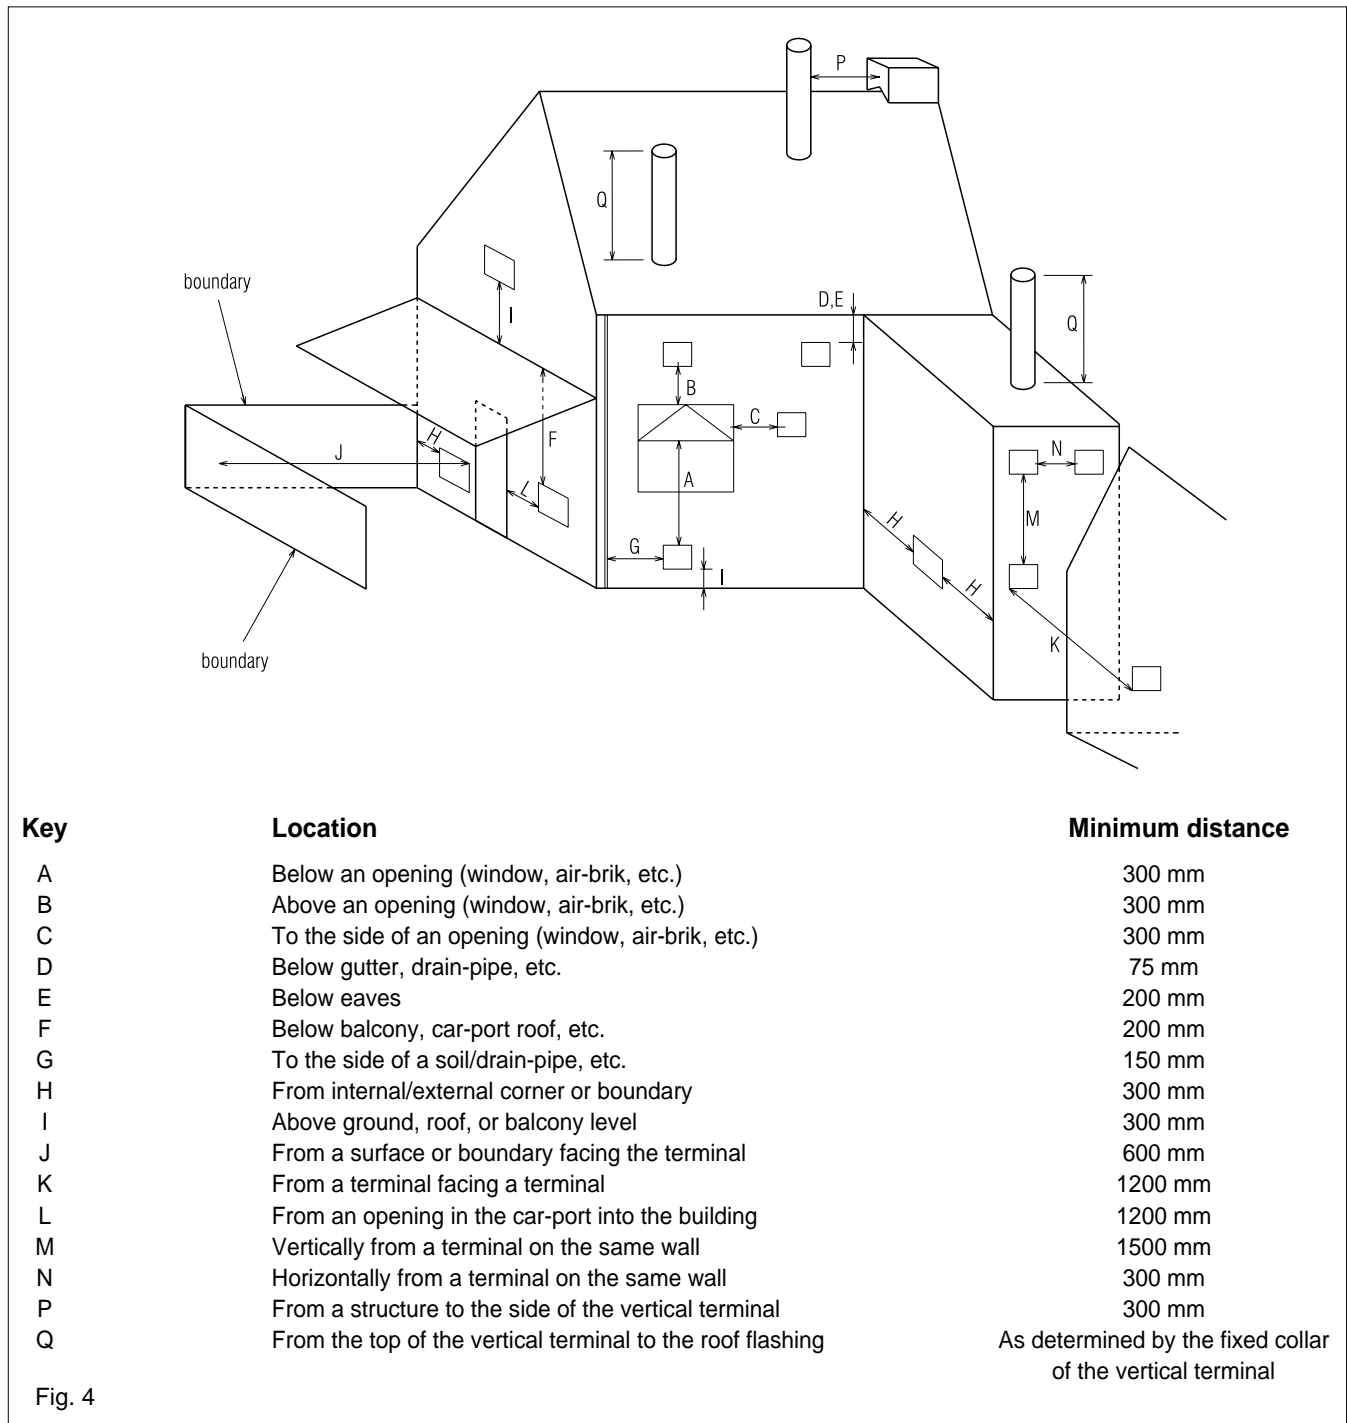 P
Q
boundary
I
D,E
Q
B
C
N
H
J
F
A
M
L
H
G
I
H
K
boundary
Key Location Minimum distance
A Below an opening (window, air-brik, etc.) 300 mm
B Above an opening (window, air-brik, etc.) 300 mm
C To the side of an opening (window, air-brik, etc.) 300 mm
D Below gutter, drain-pipe, etc. 75 mm
E Below eaves 200 mm
F Below balcony, car-port roof, etc. 200 mm
G To the side of a soil/drain-pipe, etc. 150 mm
H From internal/external corner or boundary 300 mm
I Above ground, roof, or balcony level 300 mm
J From a surface or boundary facing the terminal 600 mm
K From a terminal facing a terminal 1200 mm
L From an opening in the car-port into the building 1200 mm
M Vertically from a terminal on the same wall 1500 mm
N Horizontally from a terminal on the same wall 300 mm
P From a structure to the side of the vertical terminal 300 mm
Q From the top of the vertical terminal to the roof flashing As determined by the fixed collar
of the vertical terminal
Fig. 4